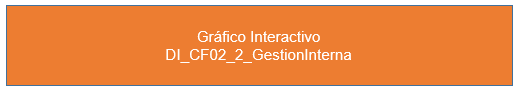 Gráfico Interactivo
DI_CF02_2_GestionInterna